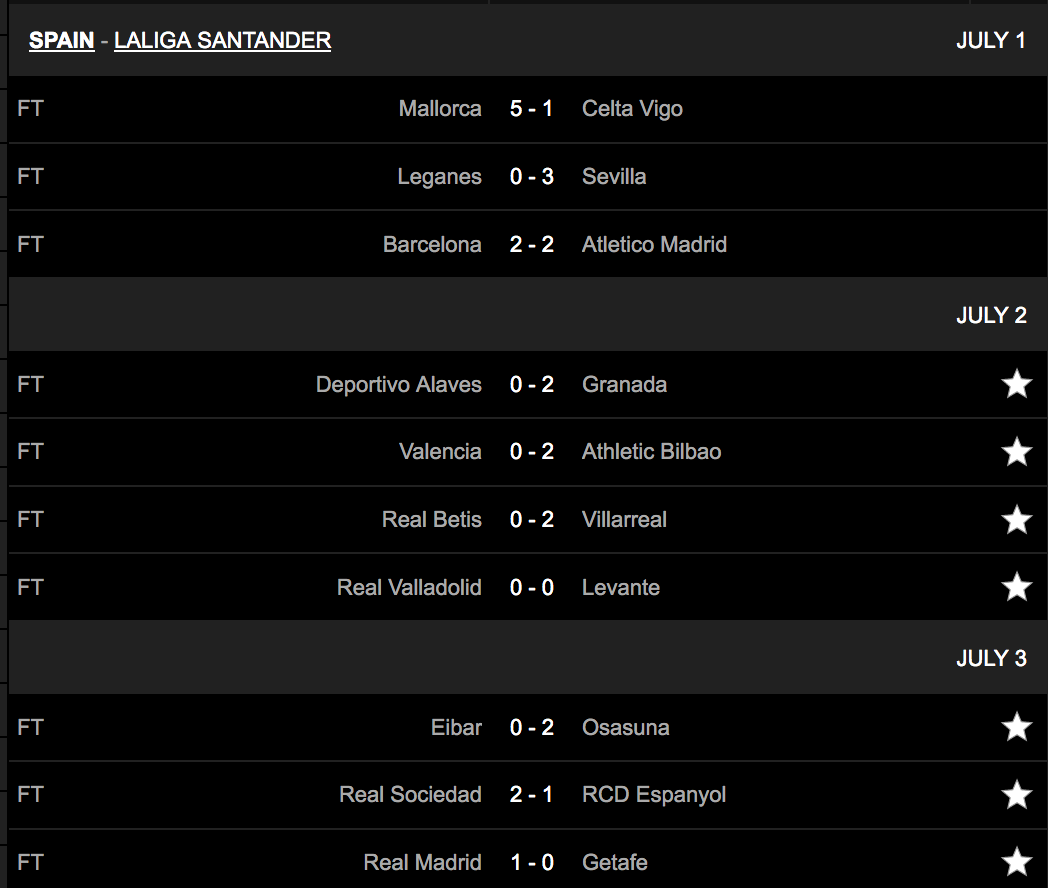 SPAIN - LALIGA SANTANDER JULY 1
FT Mallorca 5 - 1 Celta Vigo
FT Leganes 0 - 3 Sevilla
FT Barcelona 2 - 2 Atletico Madrid
JULY 2
FT Deportivo Alaves 0 - 2 Granada
FT Valencia 0 - 2 Athletic Bilbao
FT Real Betis 0 - 2 Villarreal
FT Real Valladolid 0 - 0 Levante
JULY 3
FT Eibar 0 - 2 Osasuna
FT Real Sociedad 2 - 1 RCD Espanyol
FT Real Madrid 1 - 0 Getafe